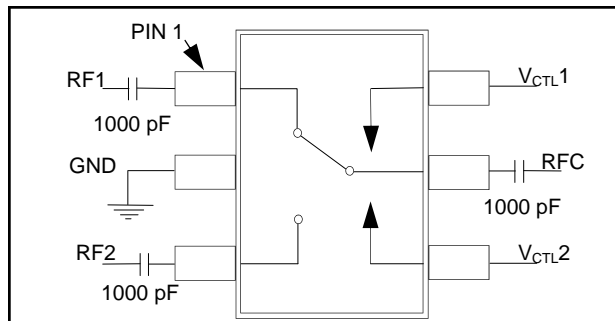 PIN 1
RF1
1000 pF
GND
RF2
1000 pF
VCTL1
RFC
1000 pF
VCTL2